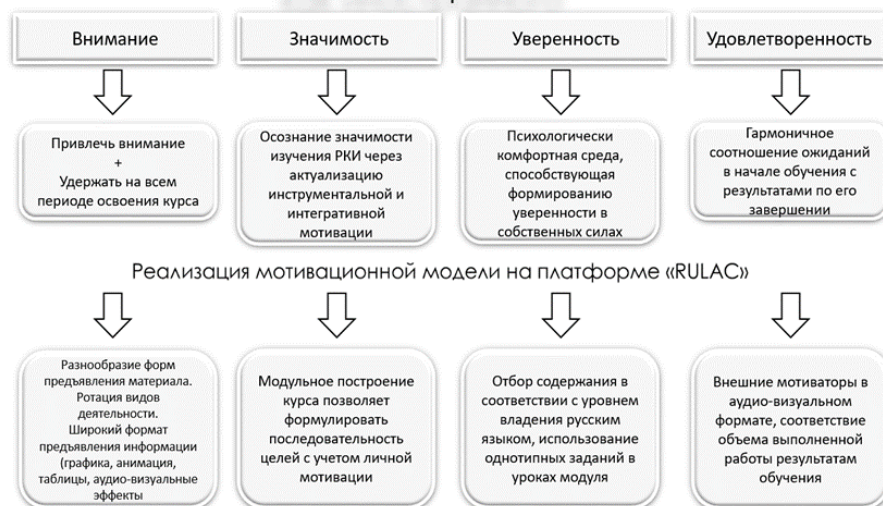 Внимание
Значимость
Уверенность
Удовлетворенность
Привлечь внимание
+
Удержать на всем
периоде освоения курса
Осознание значимости
изучения РКИ через
актуализацию
инструментальной и
интегративной
мотивации
Психологически
комфортная среда,
способствующая
формированию
уверенности в
собственных силах
Гармоничное
соотношение ожиданий
в начале обучения с
результатами по его
завершении
Реализация мотивационной модели на платформе «RULAC»
Разнообразие форм
предъявления материала.
Ротация видов
деятельности.
Широкий формат
предъявления информации
(графика, анимация,
таблицы, аудио-визуальные
эффекты
Модульное построение
курса позволяет
формулировать
последовательность
целей с учетом личной
мотивации
Отбор содержания в
соответствии с уровнем
владения русским
языком, использование
однотипных заданий в
уроках модуля
Внешние мотиваторы в
аудио-визуальном
формате, соответствие
объема выполненной
работы результатам
обучения